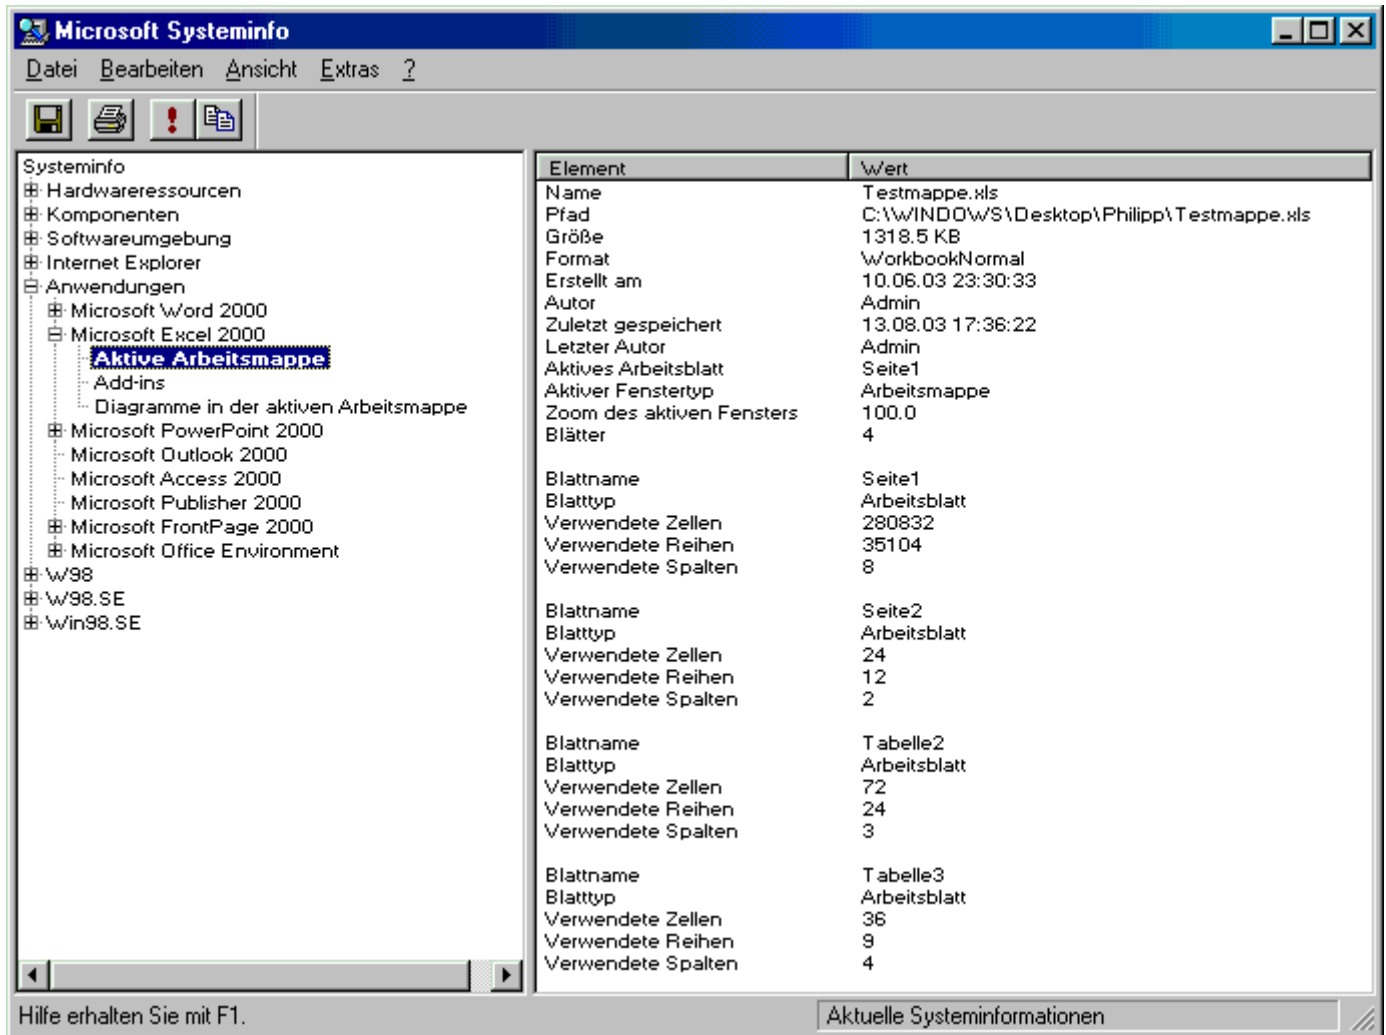 Microsoft Systeminfo
Datei Bearbeiten Ansicht Extras ?
Systeminfo
Hardwareressourcen
Komponenten
Softwareumgebung
Internet Explorer
Anwendungen
Microsoft Word 2000
Microsoft Excel 2000
Aktive Arbeitsmappe
Add-ins
Diagramme in der aktiven Arbeitsmappe
Microsoft PowerPoint 2000
Microsoft Outlook 2000
Microsoft Access 2000
Microsoft Publisher 2000
Microsoft FrontPage 2000
Microsoft Office Environment
W98
W98.SE
Win98.SE
Element Wert
Name Testmappe.xls
Pfad C:\WINDOWS\Desktop\Philipp\Testmappe.xls
Größe 1318.5 KB
Format WorkbookNormal
Erstellt am 10.06.03 23:30:33
Autor Admin
Zuletzt gespeichert 13.08.03 17:36:22
Letzter Autor Admin
Aktives Arbeitsblatt Seite1
Aktiver Fenstertyp Arbeitsmappe
Zoom des aktiven Fensters 100.0
Blätter 4
Blattname Seite1
Blatttyp Arbeitsblatt
Verwendete Zellen 280832
Verwendete Reihen 35104
Verwendete Spalten 8
Blattname Seite2
Blatttyp Arbeitsblatt
Verwendete Zellen 24
Verwendete Reihen 12
Verwendete Spalten 2
Blattname Tabelle2
Blatttyp Arbeitsblatt
Verwendete Zellen 72
Verwendete Reihen 24
Verwendete Spalten 3
Blattname Tabelle3
Blatttyp Arbeitsblatt
Verwendete Zellen 36
Verwendete Reihen 9
Verwendete Spalten 4
Hilfe erhalten Sie mit F1. Aktuelle Systeminformationen